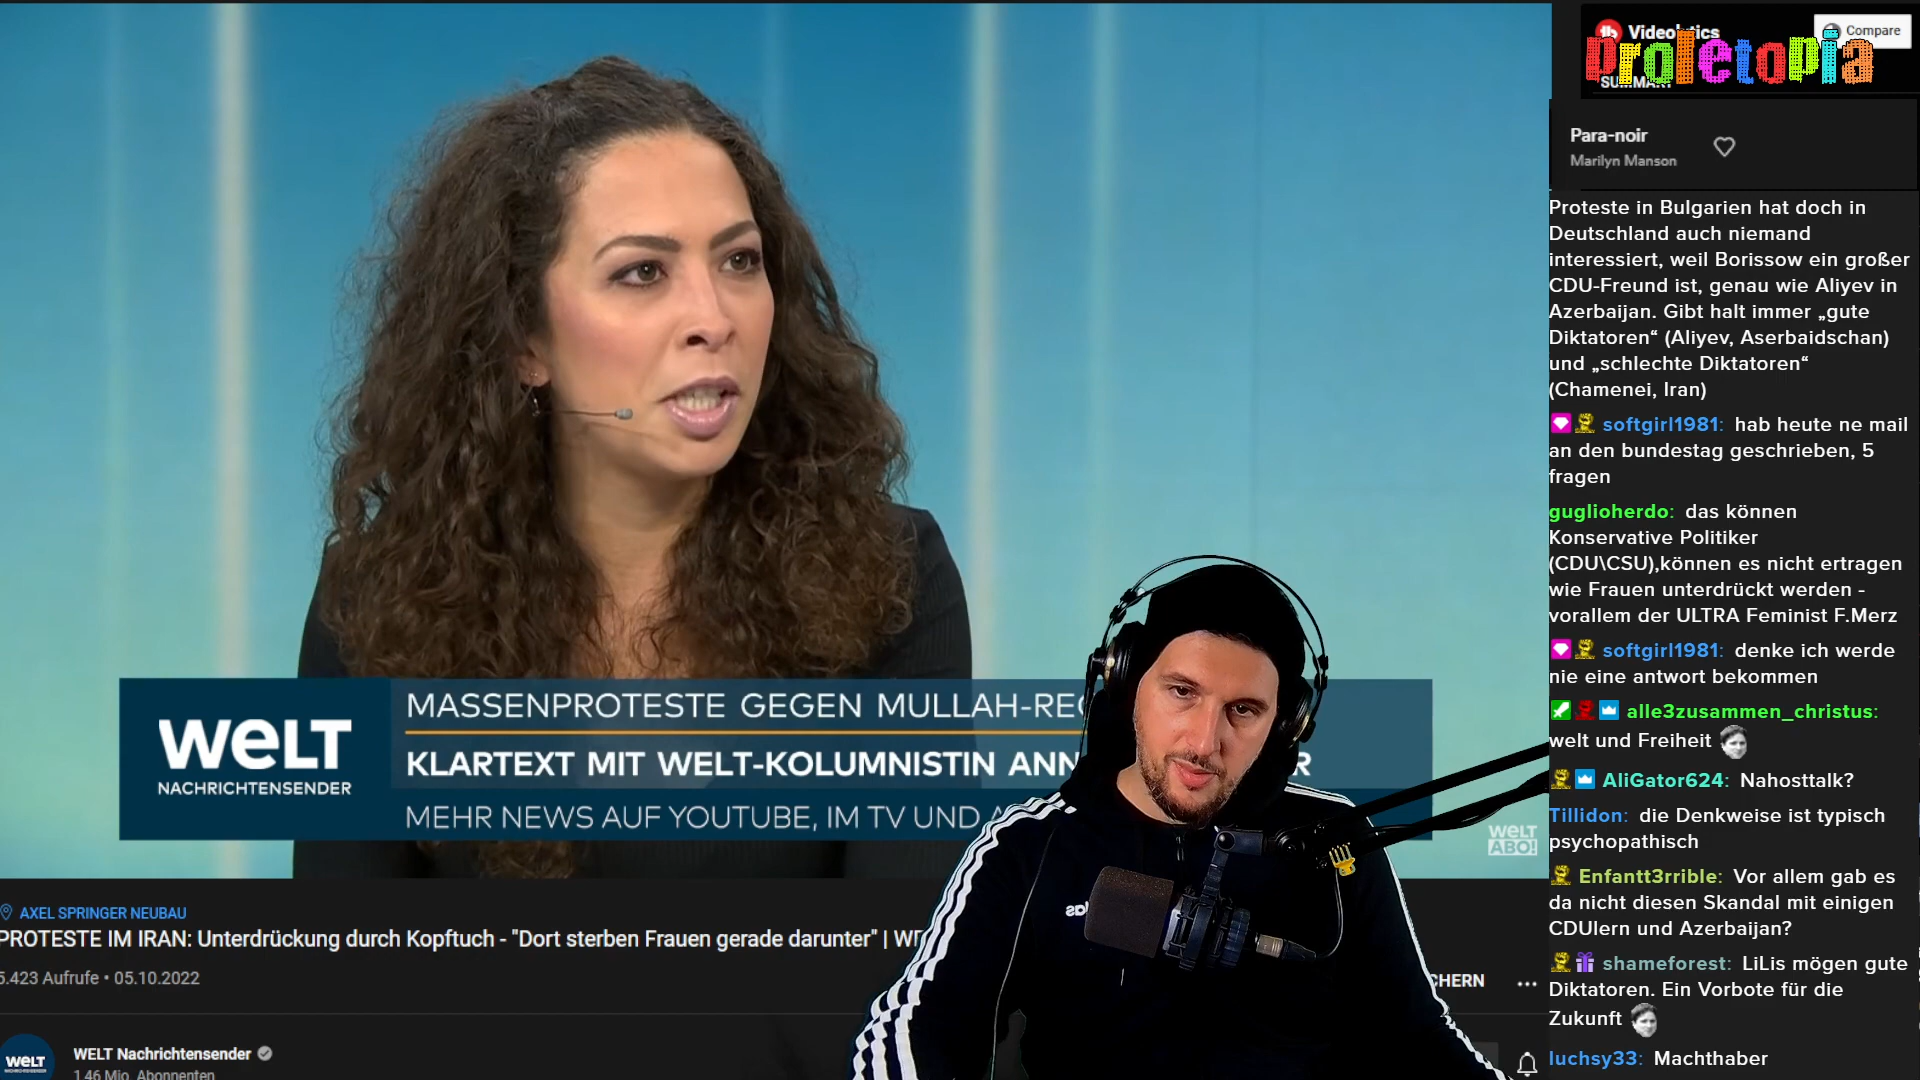 Videolytics
Compare
Proletopia
SUMMARY
Para-noir
Marilyn Manson
Proteste in Bulgarien hat doch in
Deutschland auch niemand
interessiert, weil Borissow ein großer
CDU-Freund ist, genau wie Aliyev in
Azerbaijan. Gibt halt immer „gute
Diktatoren“ (Aliyev, Aserbaidschan)
und „schlechte Diktatoren“
(Chamenei, Iran)
softgirl1981: hab heute ne mail
an den bundestag geschrieben, 5
fragen
guglioherdo: das können
Konservative Politiker
(CDU\CSU),können es nicht ertragen
wie Frauen unterdrückt werden -
vorallem der ULTRA Feminist F.Merz
softgirl1981: denke ich werde
nie eine antwort bekommen
alle3zusammen_christus:
welt und Freiheit
AliGator624: Nahosttalk?
Tillidon: die Denkweise ist typisch
psychopathisch
Enfantt3rrible: Vor allem gab es
da nicht diesen Skandal mit einigen
CDUlern und Azerbaijan?
shameforest: LiLis mögen gute
Diktatoren. Ein Vorbote für die
Zukunft
luchsy33: Machthaber
WELT
NACHRICHTENSENDER
MASSENPROTESTE GEGEN MULLAH-REG
KLARTEXT MIT WELT-KOLUMNISTIN ANN R
MEHR NEWS AUF YOUTUBE, IM TV UND A
WELT
ABO!
adidas
AXEL SPRINGER NEUBAU
PROTESTE IM IRAN: Unterdrückung durch Kopftuch - "Dort sterben Frauen gerade darunter" | WE
5.423 Aufrufe • 05.10.2022
CHERN
WELT
WELT Nachrichtensender
1,46 Mio. Abonnenten